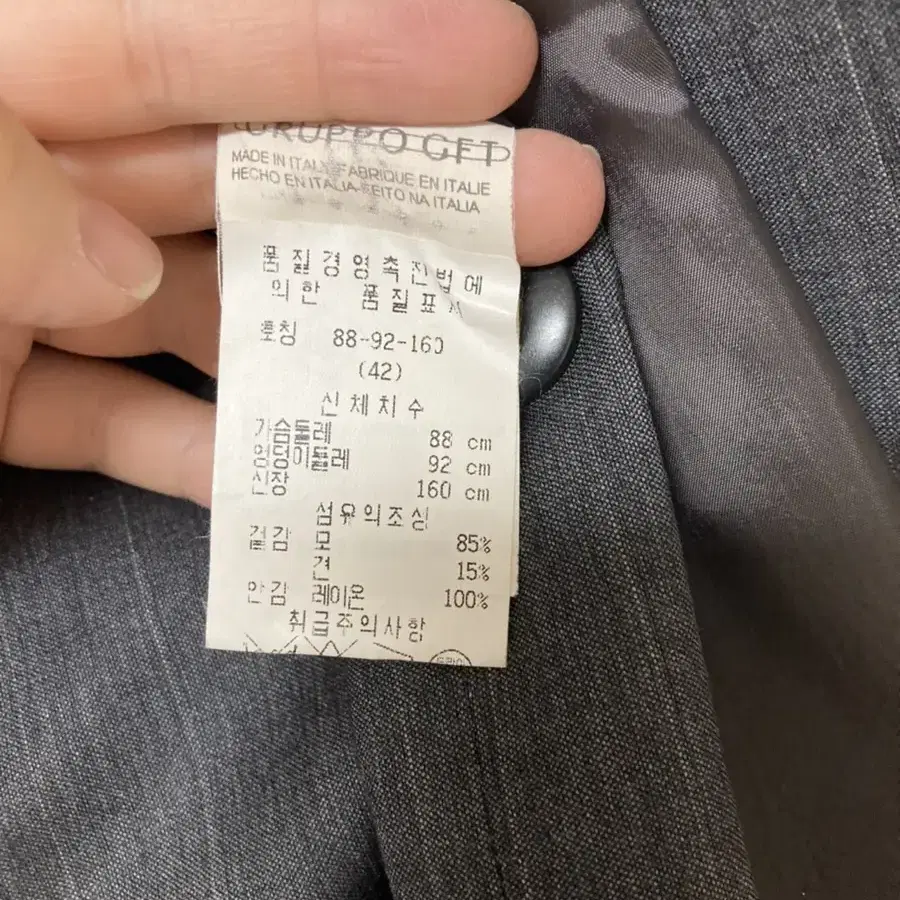 GRUPPO GFT
MADE IN ITALY-FABRIQUE EN ITALIE
HECHO EN ITALIA-FEITO NA ITALIA
품질경영촉진법에
의한 품질표시
호칭 88-92-160
(42)
신체치수
가슴둘레 88 cm
엉덩이둘레 92 cm
신장 160 cm
섬유의조성
겉감 모 85%
견 15%
안감 레이온 100%
취급주의사항
드라이